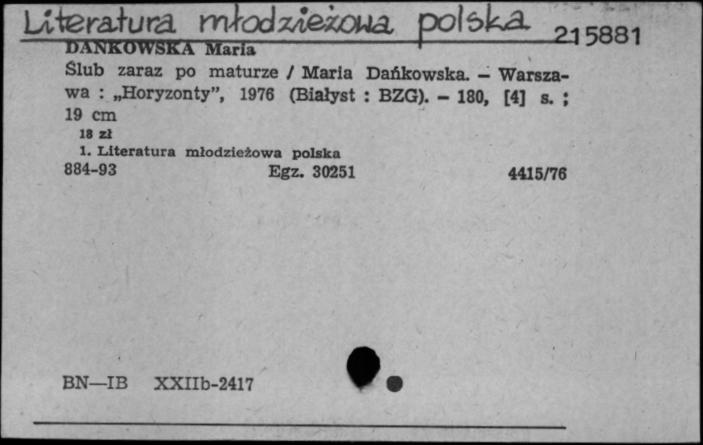 Literatura młodzieżowa polska 215881
DAŃKOWSKA Maria
Ślub zaraz po maturze / Maria Dańkowska. – Warsza-
wa : „Horyzonty”, 1976 (Białyst : BZG). – 180, [4] s. ;
19 cm
18 zł
1. Literatura młodzieżowa polska
884-93 Egz. 30251 4415/76
BN—IB XXIIb-2417